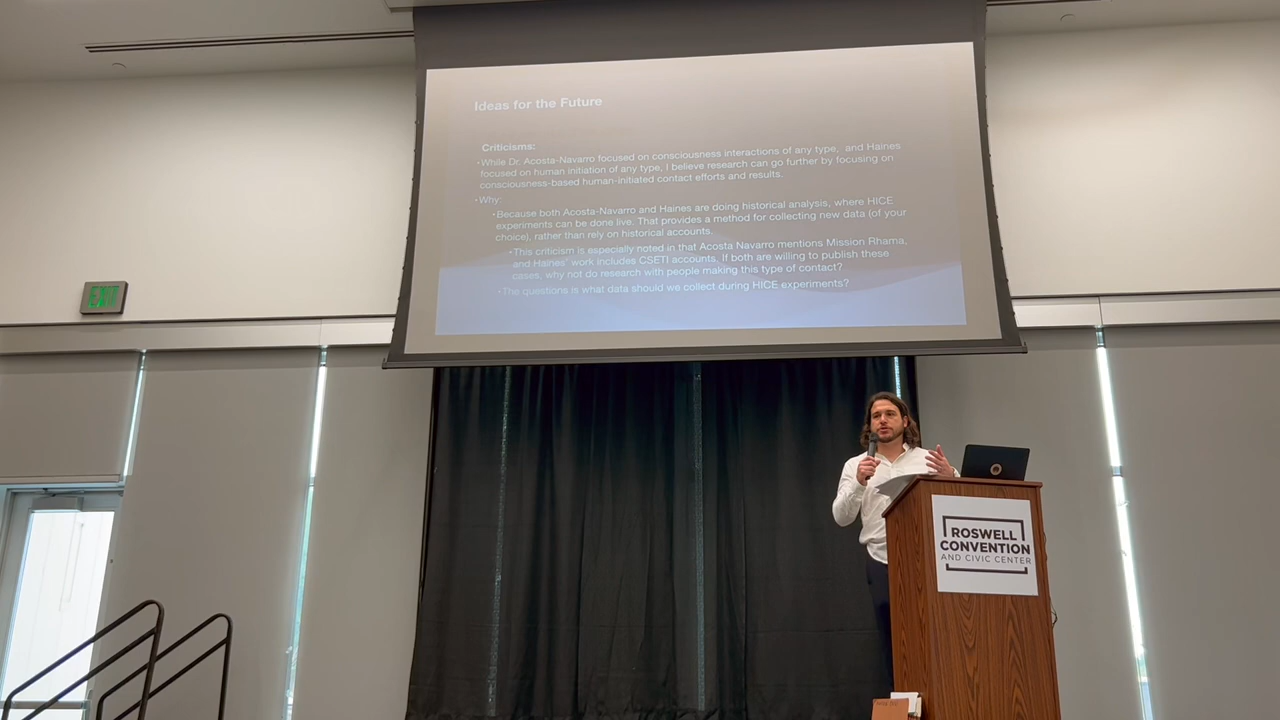 Ideas for the Future
Criticisms:
•While Dr. Acosta-Navarro focused on consciousness interactions of any type, and Haines
focused on human initiation of any type, I believe research can go further by focusing on
consciousness-based human-initiated contact efforts and results.
•Why:
•Because both Acosta-Navarro and Haines are doing historical analysis, where HICE
experiments can be done live. That provides a method for collecting new data (of your
choice), rather than rely on historical accounts.
•This criticism is especially noted in that Acosta Navarro mentions Mission Rhama,
and Haines' work includes CSETI accounts. If both are willing to publish these
cases, why not do research with people making this type of contact?
•The questions is what data should we collect during HICE experiments?
EXIT
ROSWELL
CONVENTION
AND CIVIC CENTER